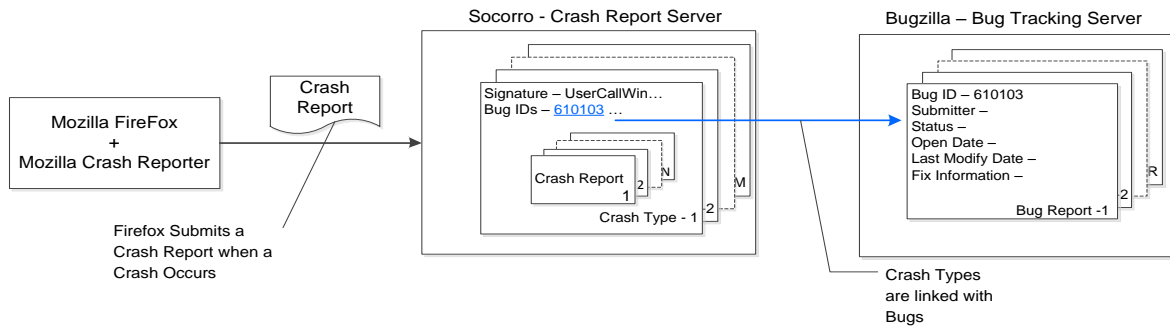 Socorro - Crash Report Server
Bugzilla – Bug Tracking Server
Mozilla FireFox
+
Mozilla Crash Reporter
Crash
Report
Firefox Submits a
Crash Report when a
Crash Occurs
Signature – UserCallWin…
Bug IDs – 610103 …
Crash Report
1
2
N
Crash Type - 1
-2
M
Bug ID – 610103
Submitter –
Status –
Open Date –
Last Modify Date –
Fix Information –
Bug Report -1
-2
R
Crash Types
are linked with
Bugs